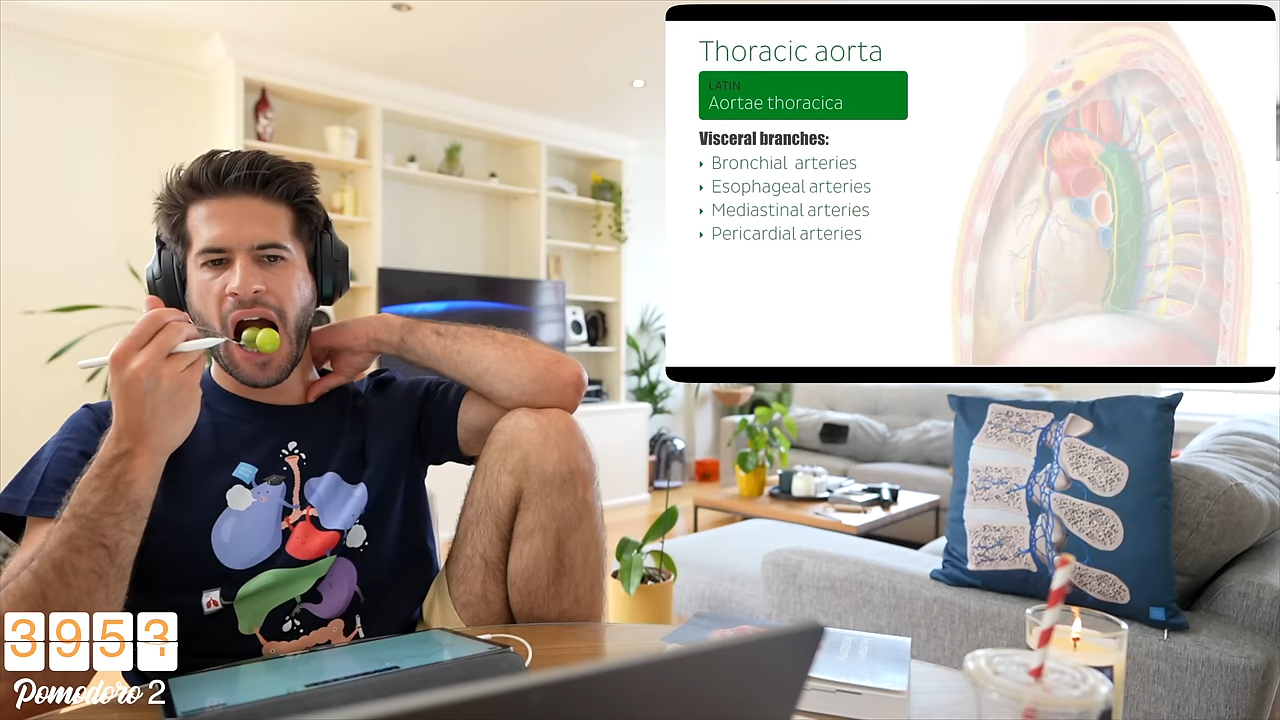 Thoracic aorta
LATIN
Aortae thoracica
Visceral branches:
Bronchial arteries
Esophageal arteries
Mediastinal arteries
Pericardial arteries
3953
Pomodoro 2